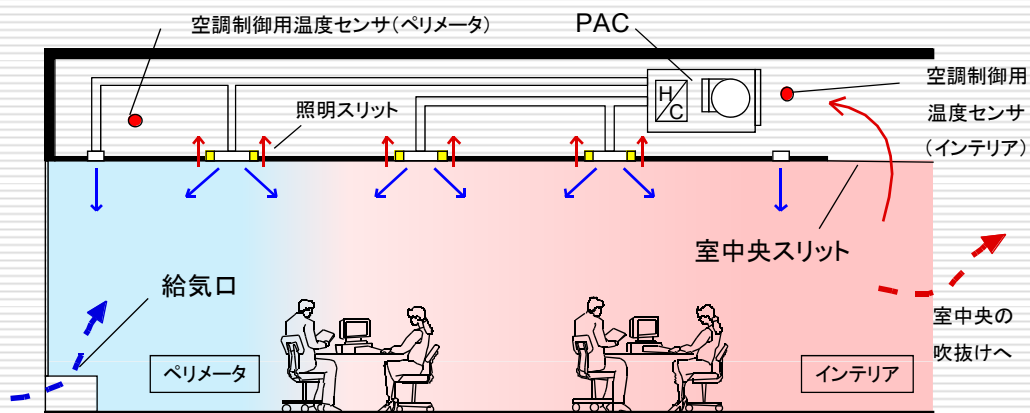 空調制御用温度センサ(ペリメータ)
PAC
空調制御用
温度センサ
(インテリア)
照明スリット
H
C
室中央スリット
給気口
室中央の
吹抜けへ
ペリメータ
インテリア